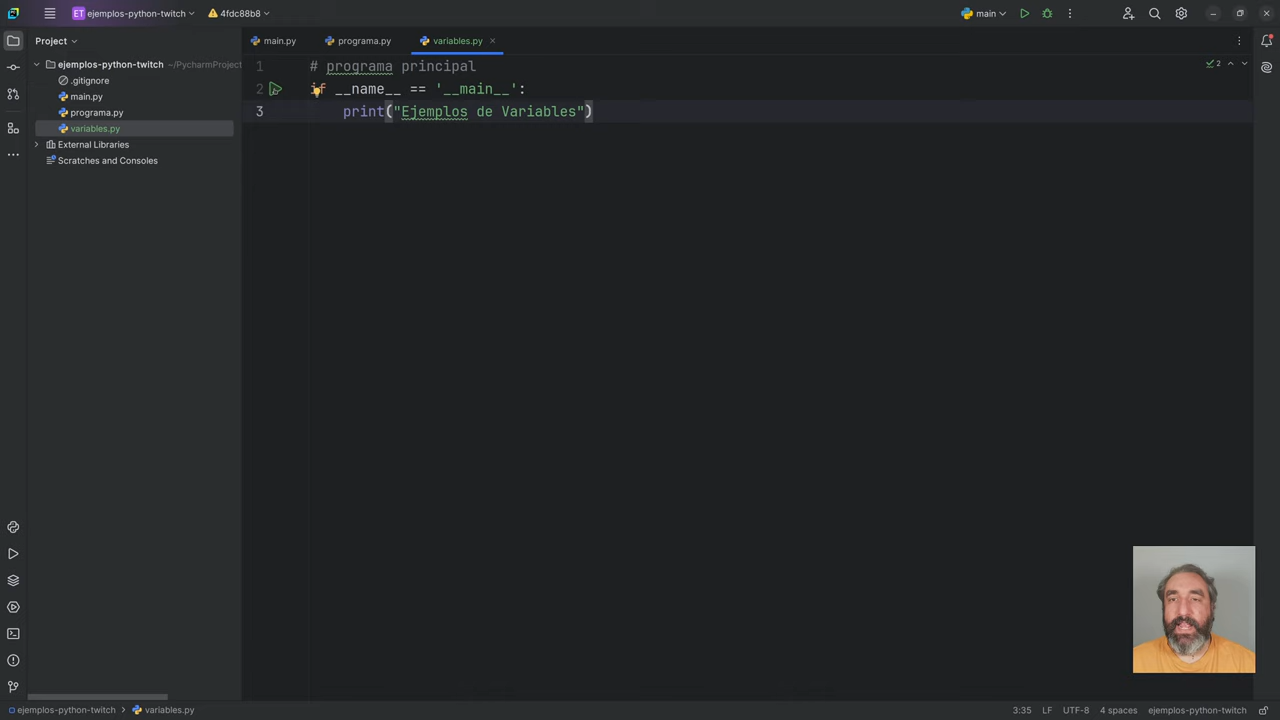 ET ejemplos-python-twitch
4fdc88b8
main
Project
main.py
programa.py
variables.py
ejemplos-python-twitch ~/PycharmProject
.gitignore
main.py
programa.py
variables.py
External Libraries
Scratches and Consoles
1 # programa principal
2 if __name__ == '__main__':
3 print("Ejemplos de Variables")
2
ejemplos-python-twitch
variables.py
3:35
LF
UTF-8
4 spaces
ejemplos-python-twitch